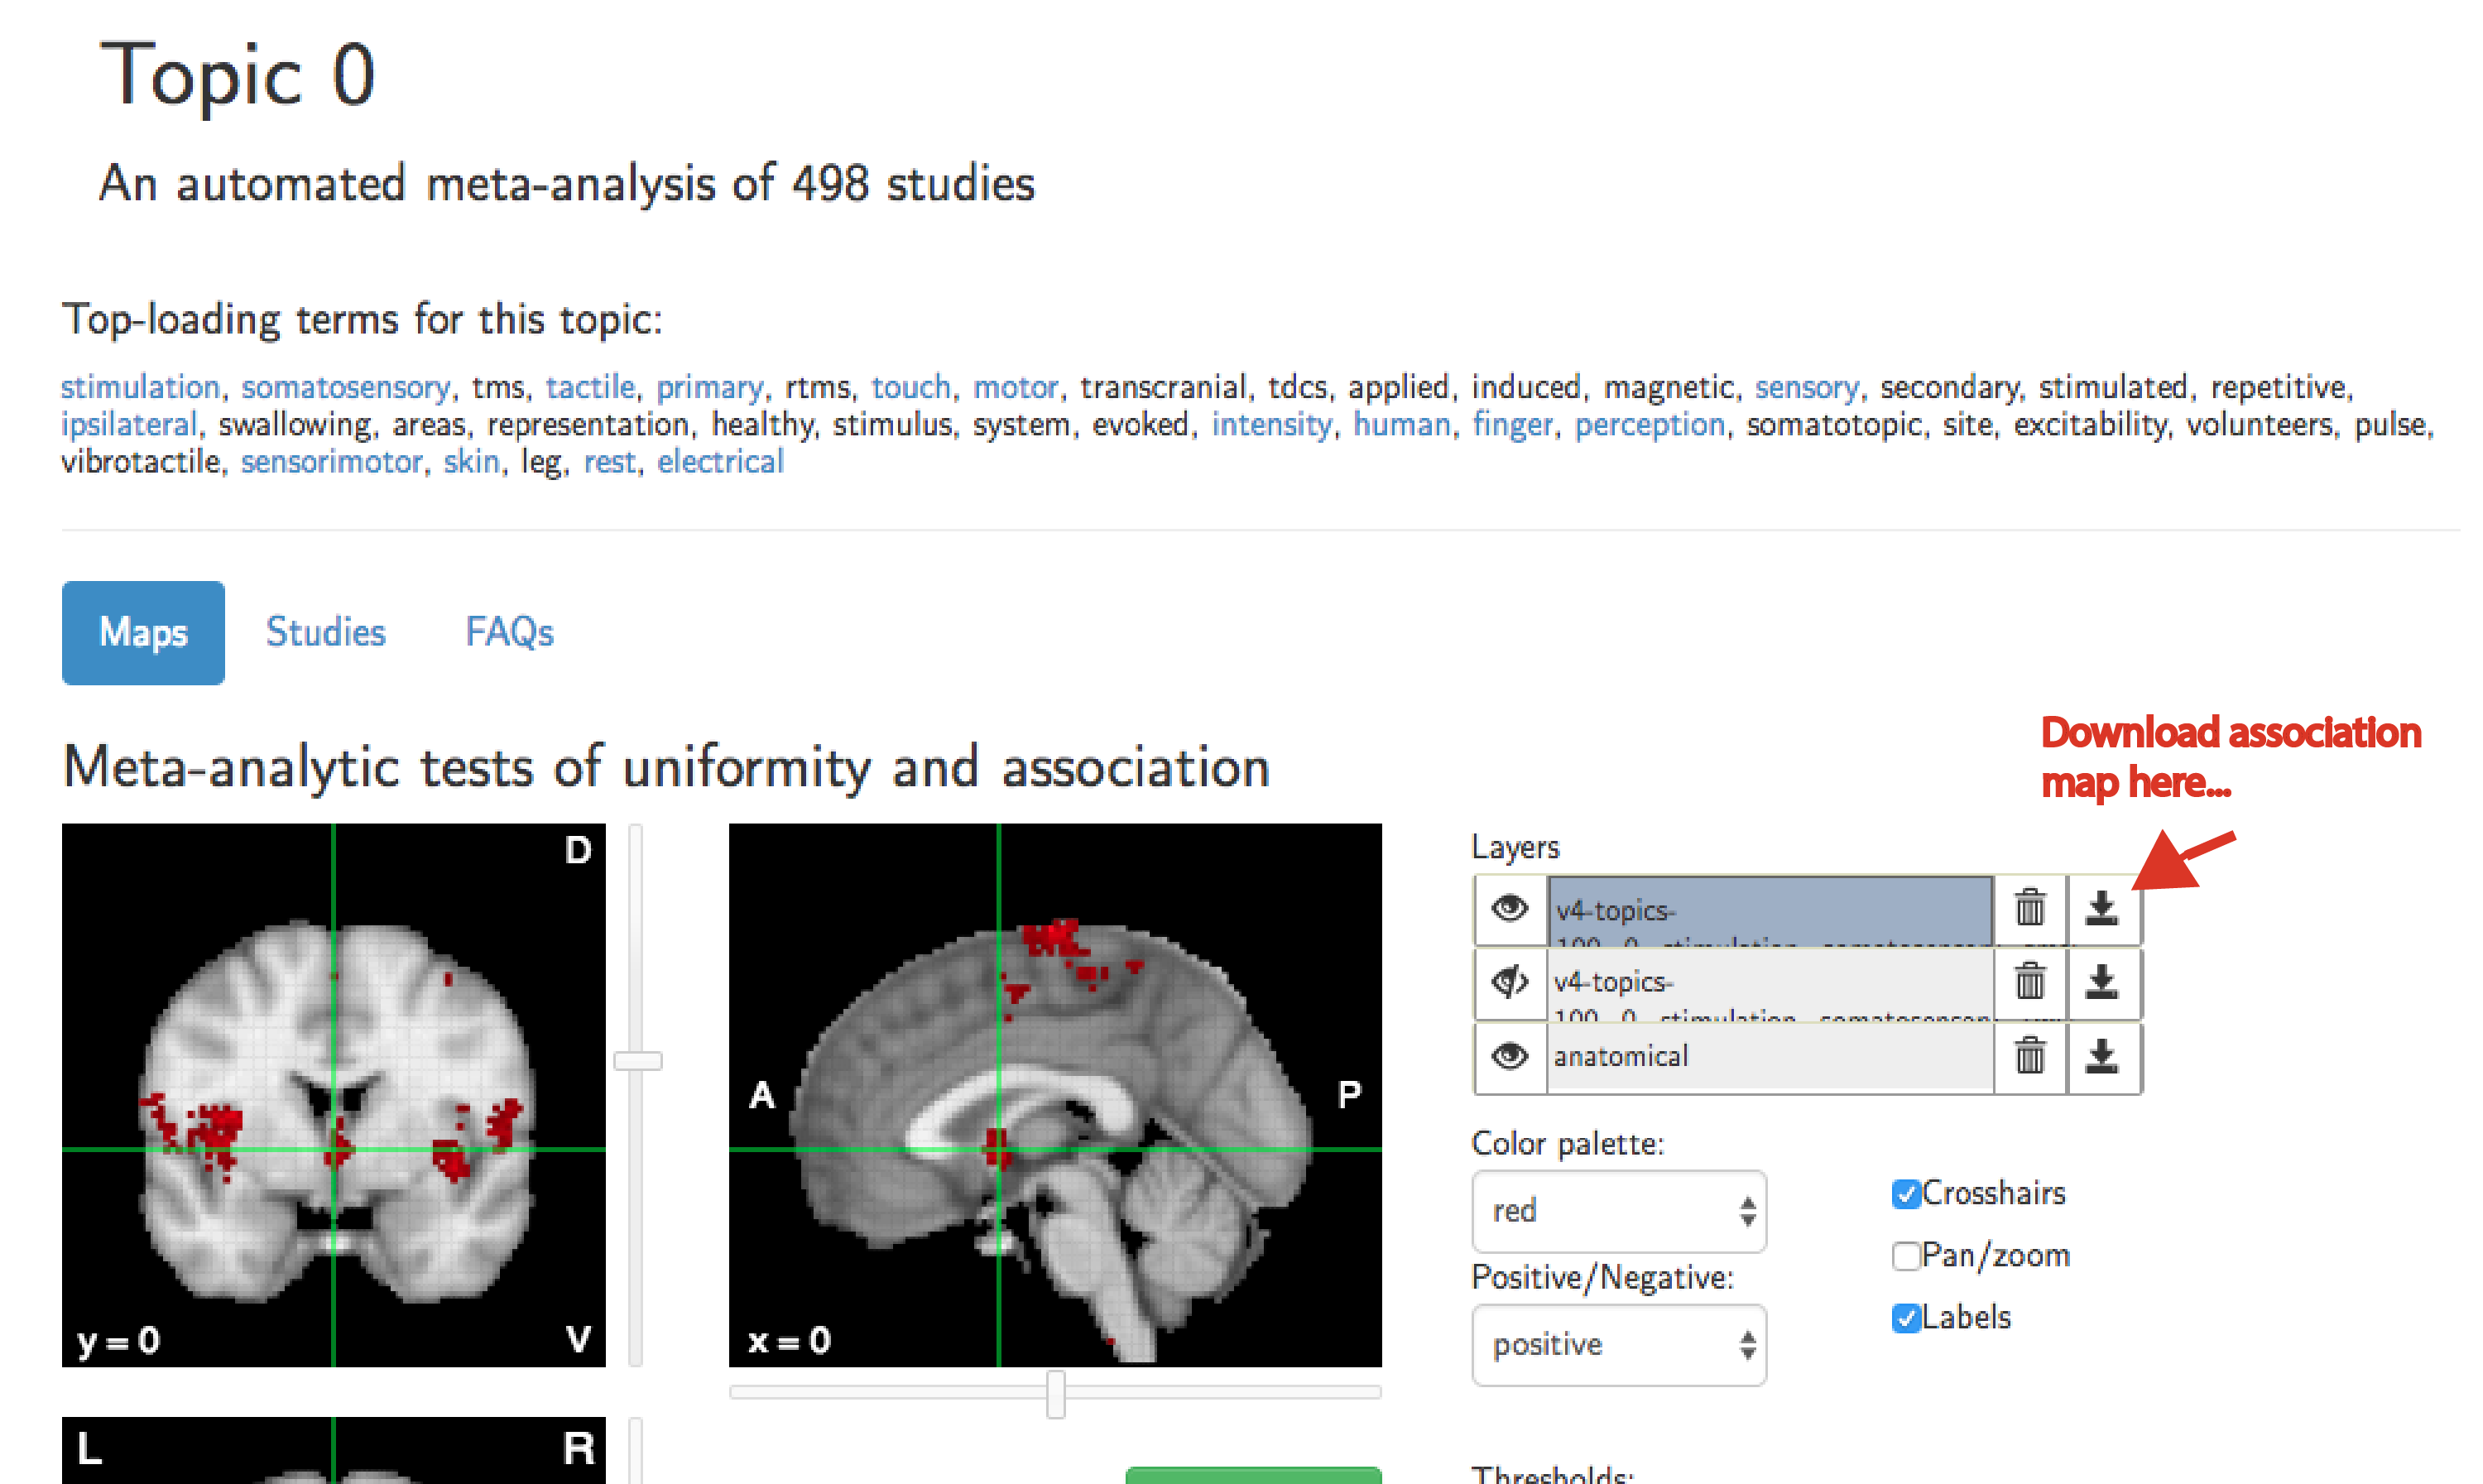 Topic 0
An automated meta-analysis of 498 studies
Top-loading terms for this topic:
stimulation, somatosensory, tms, tactile, primary, rtms, touch, motor, transcranial, tdcs, applied, induced, magnetic, sensory, secondary, stimulated, repetitive,
ipsilateral, swallowing, areas, representation, healthy, stimulus, system, evoked, intensity, human, finger, perception, somatotopic, site, excitability, volunteers, pulse,
vibrotactile, sensorimotor, skin, leg, rest, electrical
Maps Studies FAQs
Download association
map here...
Meta-analytic tests of uniformity and association
D
A
P
y = 0
V
x = 0
L
R
Layers
v4-topics-
100_0_stimulation_somatosensory
v4-topics-
100_0_stimulation_somatosensory
anatomical
Color palette:
red
Positive/Negative:
positive
Crosshairs
Pan/zoom
Labels
Thresholds: